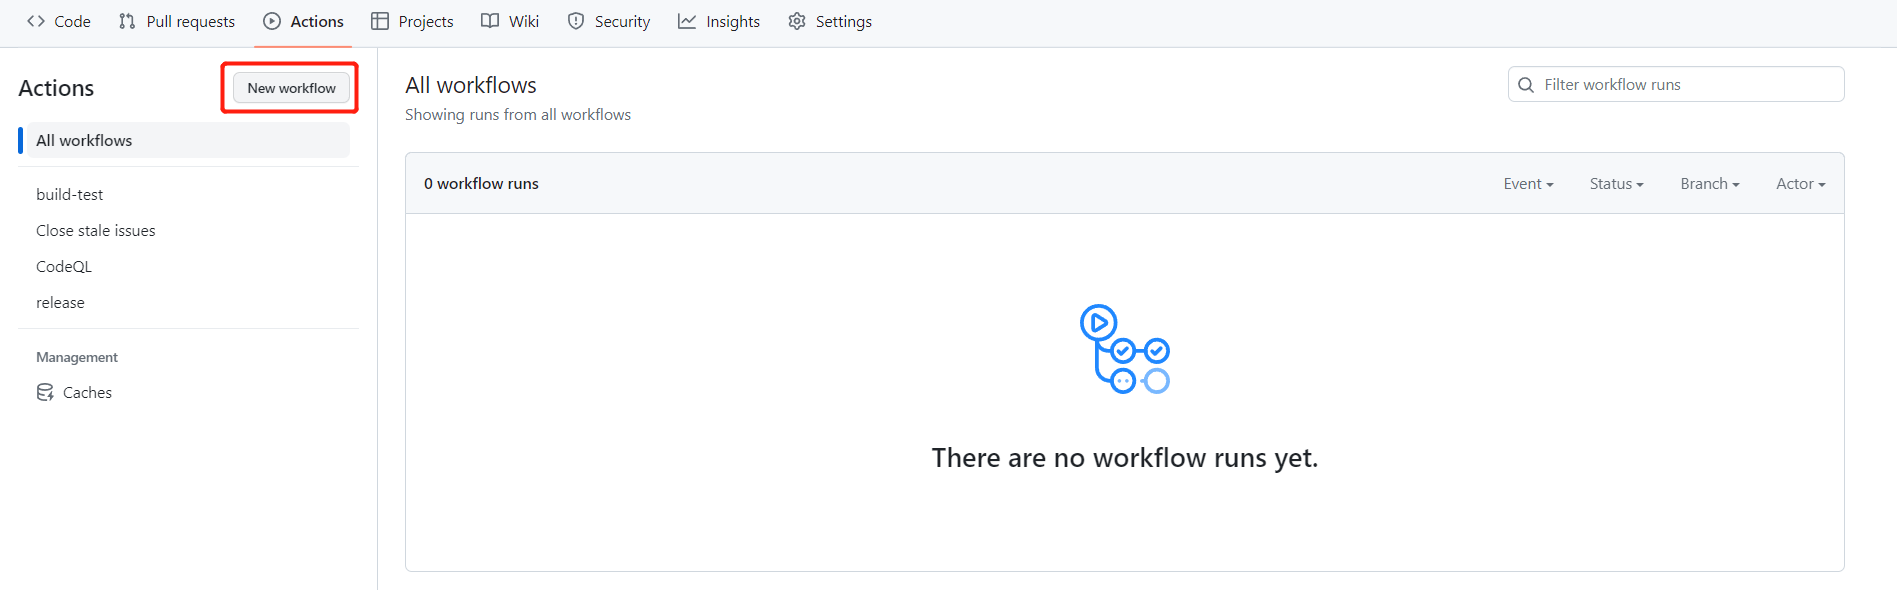 Code Pull requests Actions Projects Wiki Security Insights Settings
Actions
New workflow
All workflows
build-test
Close stale issues
CodeQL
release
Management
Caches
All workflows
Showing runs from all workflows
Filter workflow runs
0 workflow runs
Event Status Branch Actor
There are no workflow runs yet.